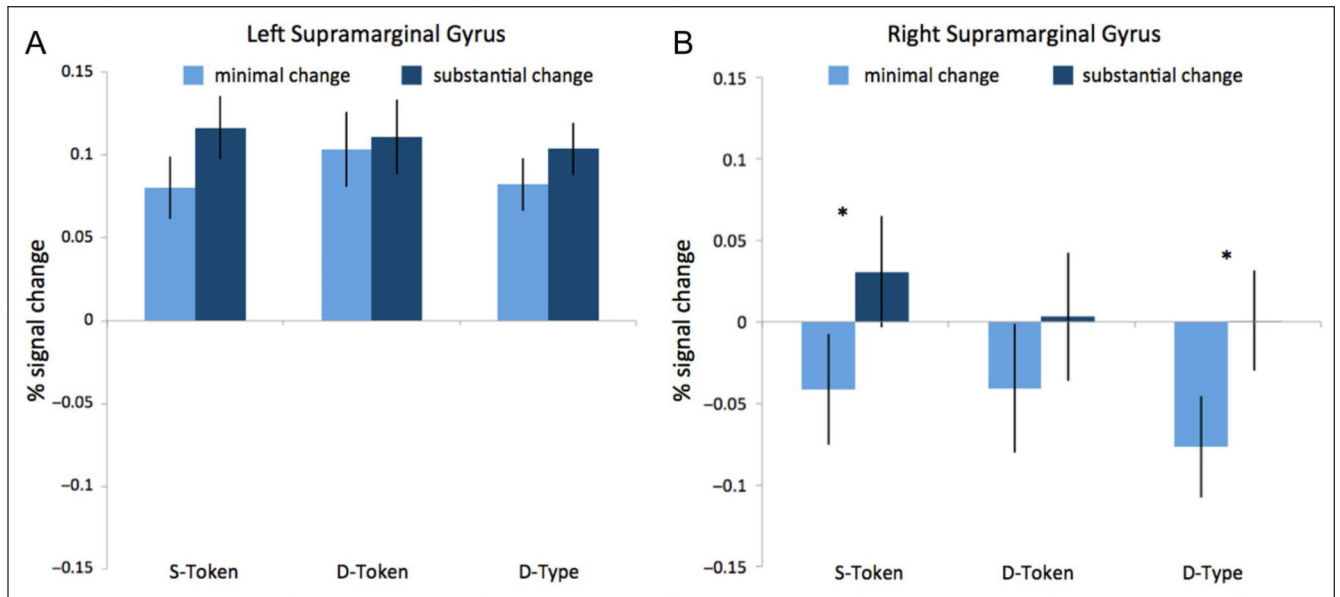 A
Left Supramarginal Gyrus
minimal change
substantial change
% signal change
0.15
0.1
0.05
0
−0.05
−0.1
−0.15
S-Token
D-Token
D-Type
B
Right Supramarginal Gyrus
minimal change
substantial change
% signal change
0.15
0.1
0.05
0
−0.05
−0.1
−0.15
*
*
S-Token
D-Token
D-Type